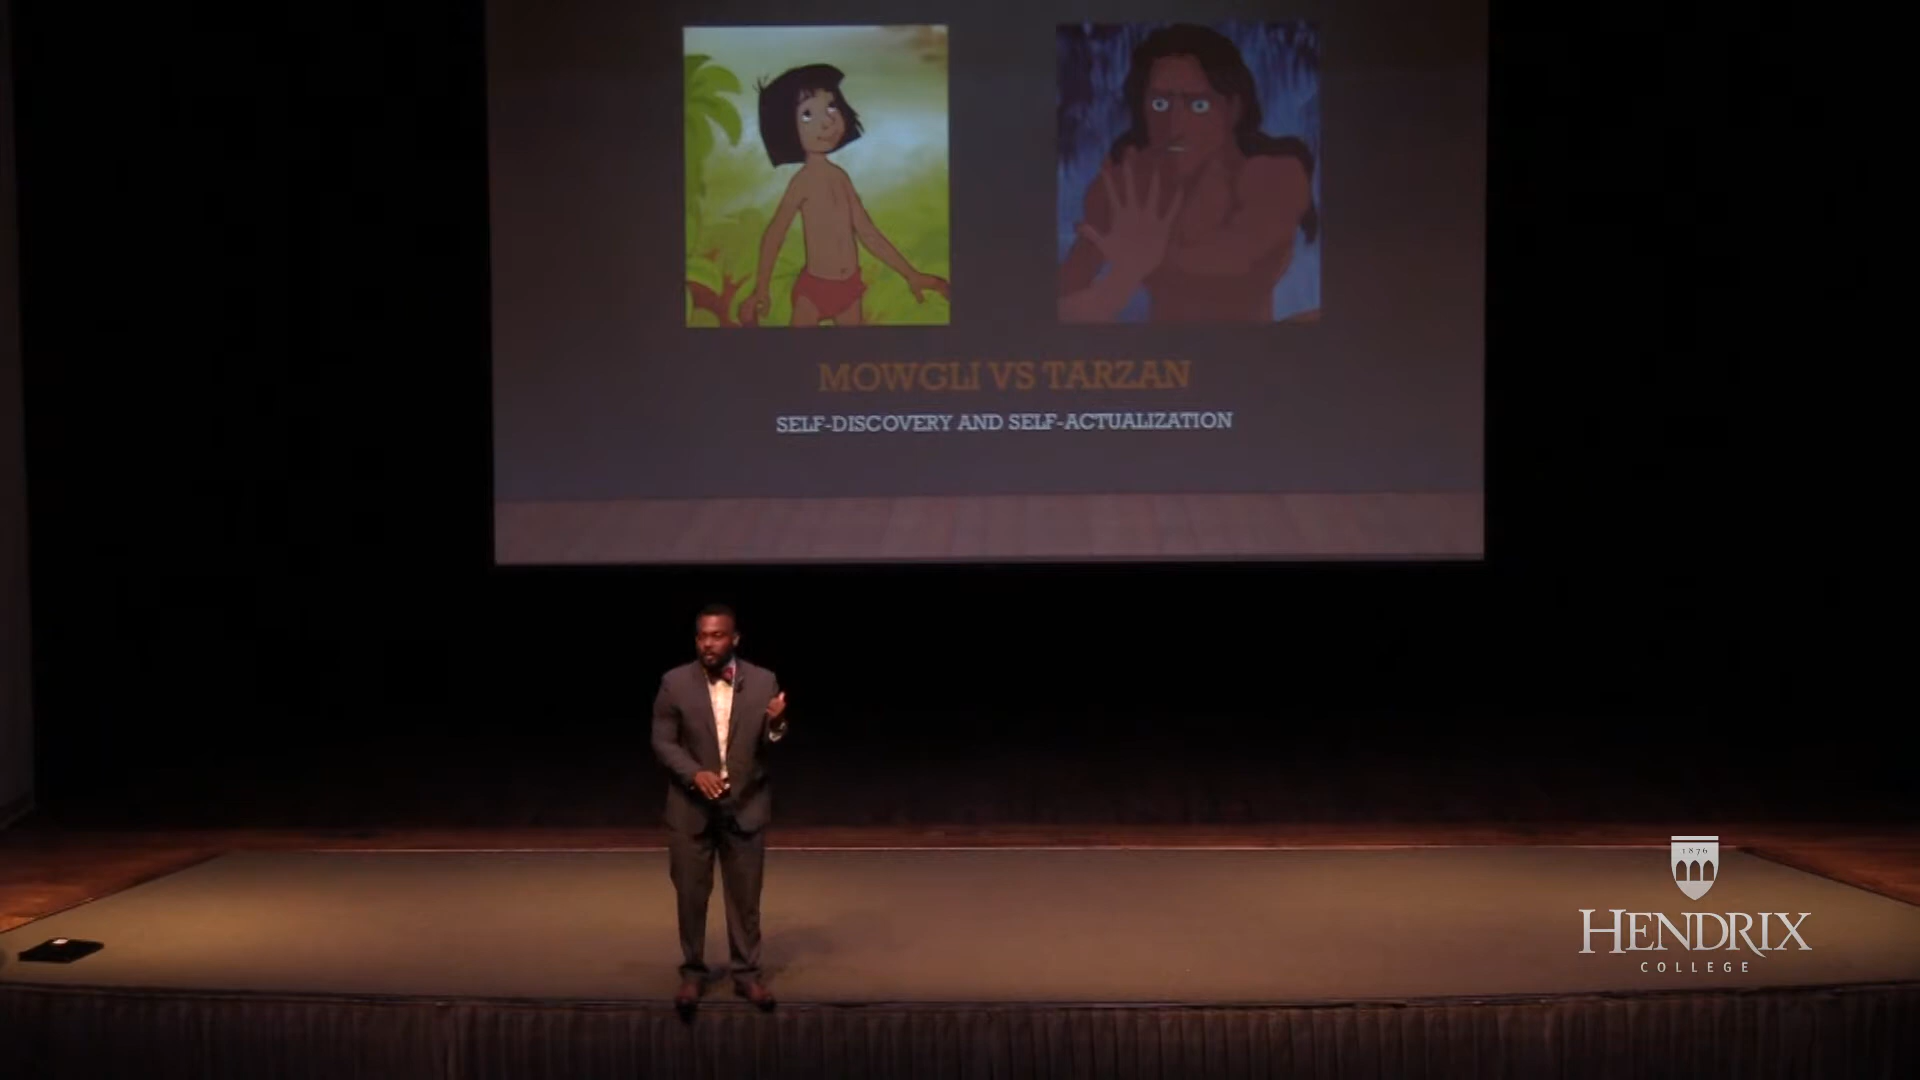 MOWGLI VS TARZAN
SELF-DISCOVERY AND SELF-ACTUALIZATION
1876
HENDRIX
COLLEGE